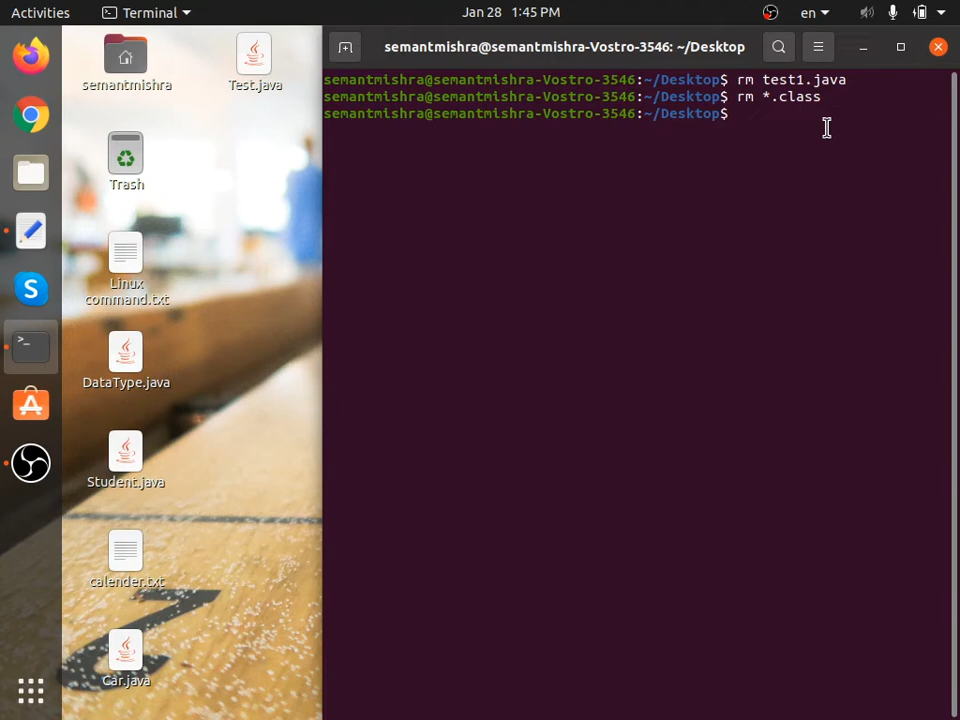 Activities
Terminal
Jan 28 1:45 PM
en
semantmishra@semantmishra-Vostro-3546: ~/Desktop
semantmishra@semantmishra-Vostro-3546:~/Desktop$ rm test1.java
semantmishra@semantmishra-Vostro-3546:~/Desktop$ rm *.class
semantmishra@semantmishra-Vostro-3546:~/Desktop$
semantmishra
Test.java
Trash
Linux
command.txt
DataType.java
Student.java
calender.txt
Car.java